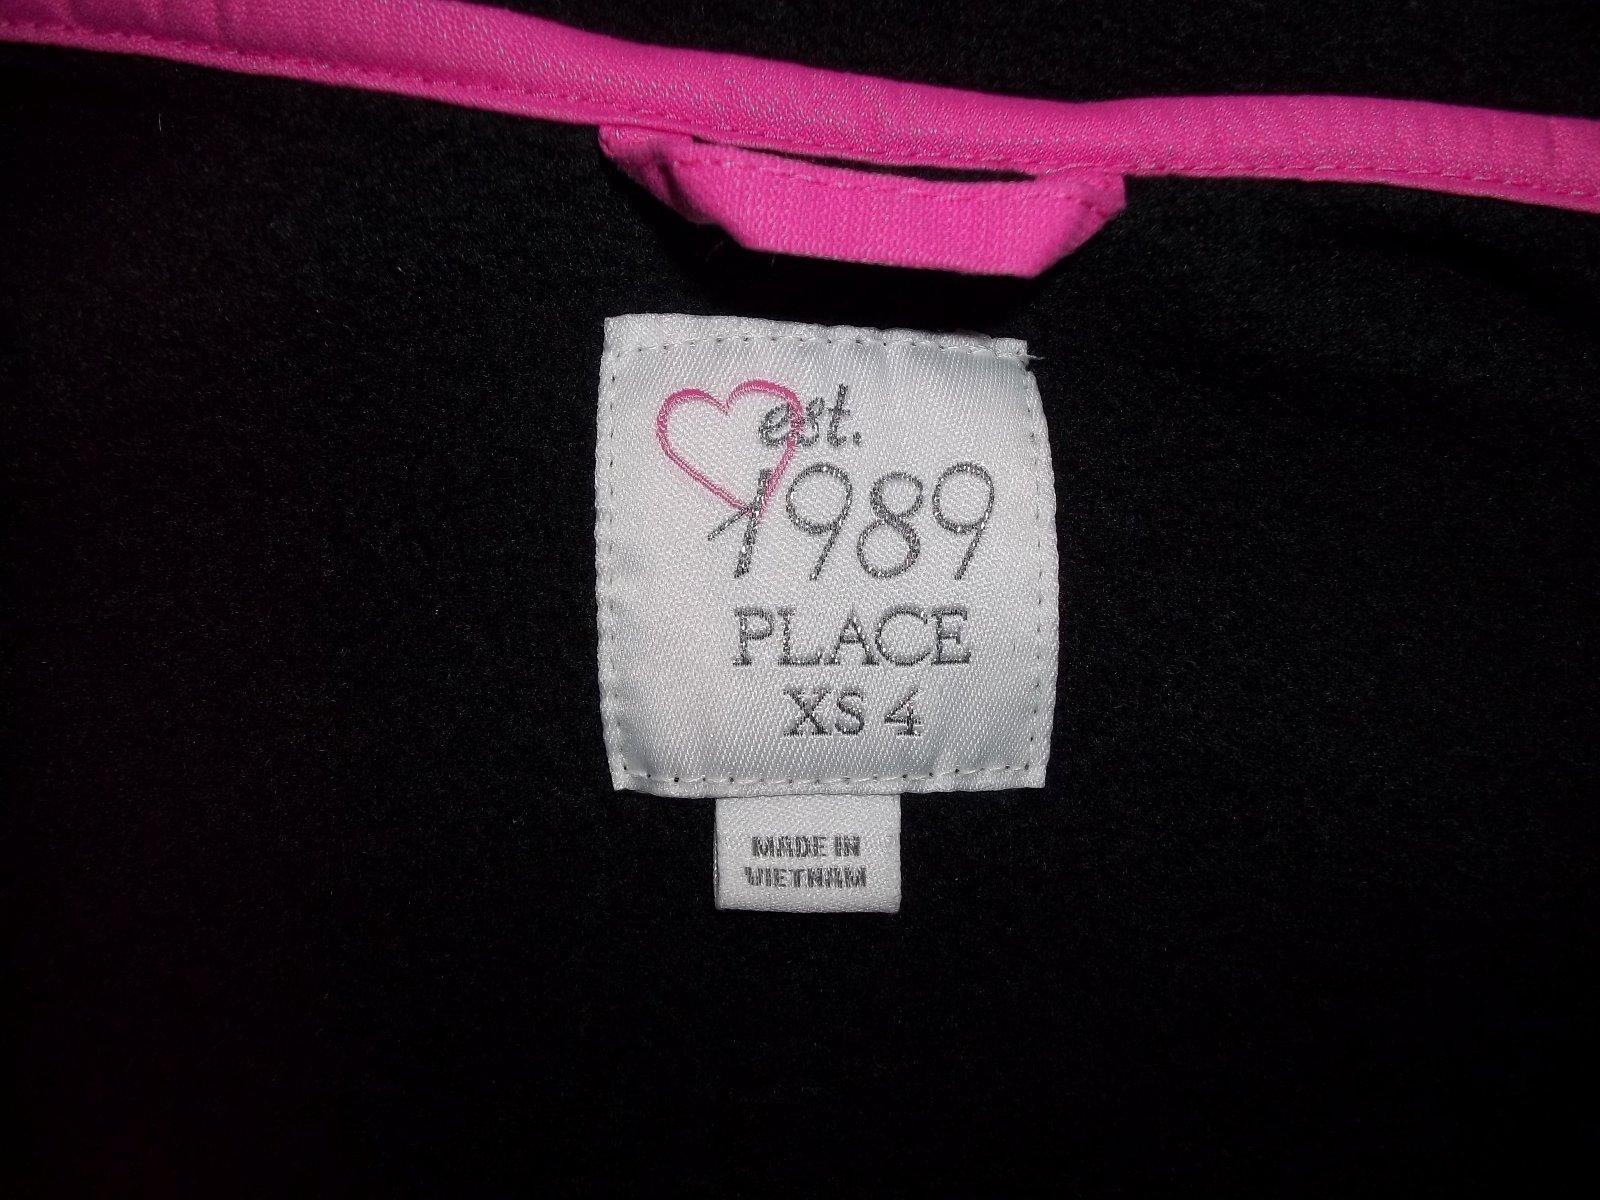 est.
1989
PLACE
XS 4
MADE IN
VIETNAM